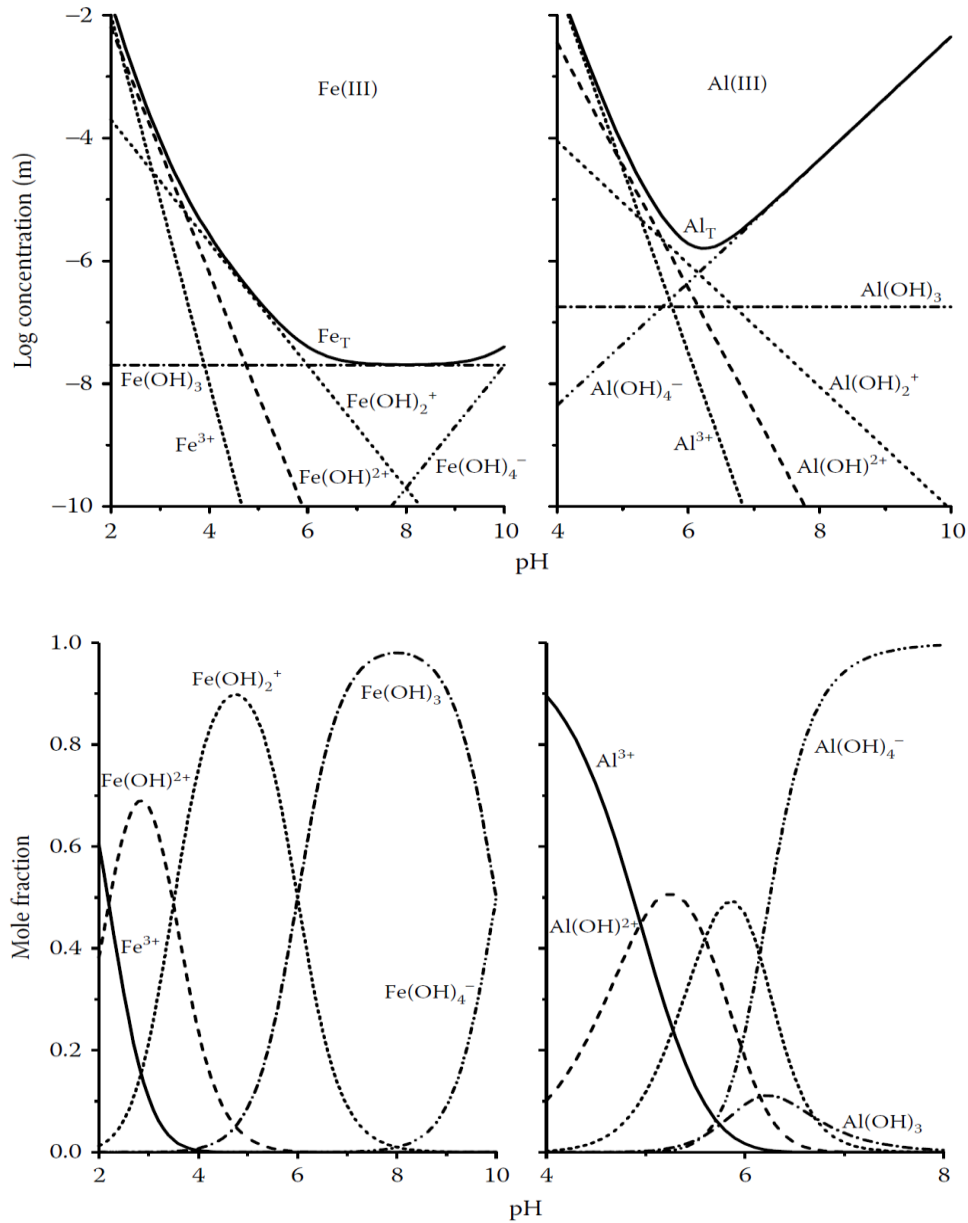 Log concentration (m)
−2
−4
−6
−8
−10
Fe(III)
Fe_T
Fe(OH)₃
Fe³⁺
Fe(OH)²⁺
Fe(OH)₂⁺
Fe(OH)₄⁻
2
4
6
8
10
Al(III)
Al_T
Al(OH)₃
Al(OH)₄⁻
Al(OH)₂⁺
Al³⁺
Al(OH)²⁺
4
6
8
10
pH
Mole fraction
1.0
0.8
0.6
0.4
0.2
0.0
Fe(OH)₂⁺
Fe(OH)₃
Fe(OH)²⁺
Fe³⁺
Fe(OH)₄⁻
2
4
6
8
10
Al³⁺
Al(OH)₄⁻
Al(OH)²⁺
Al(OH)₃
4
6
8
pH